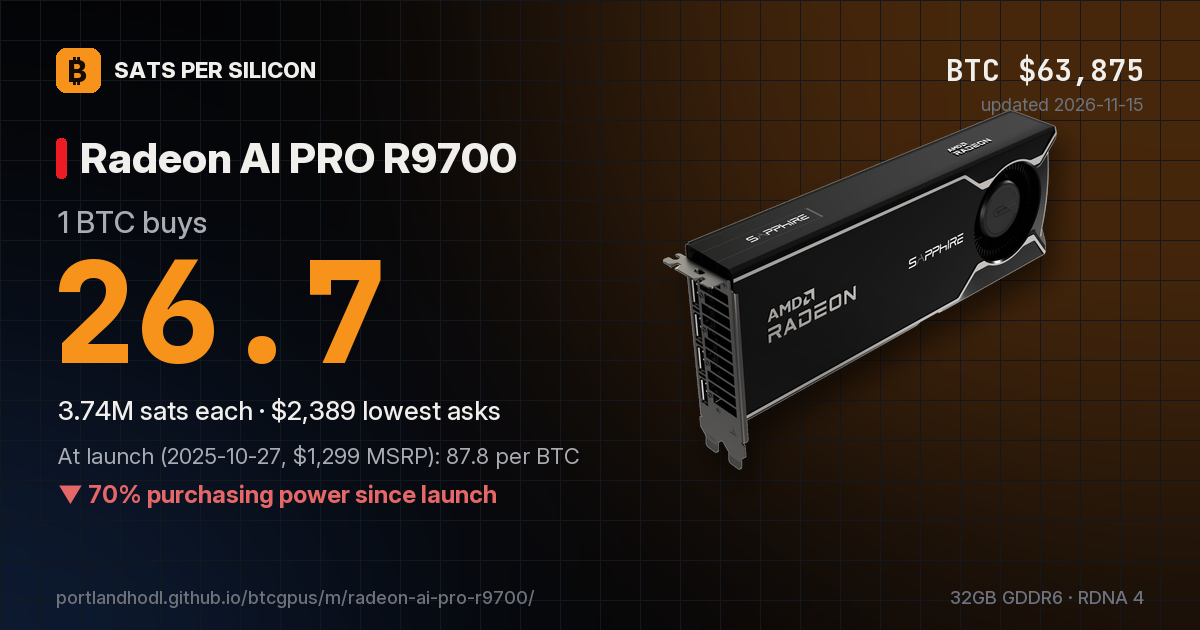 SATS PER SILICON
BTC $63,875
updated 2026-11-15
Radeon AI PRO R9700
1 BTC buys
26.7
3.74M sats each · $2,389 lowest asks
At launch (2025-10-27, $1,299 MSRP): 87.8 per BTC
▼ 70% purchasing power since launch
AMD
RADEON
SAPPHIRE
SAPPHIRE
AMD
RADEON
portlandhodl.github.io/btcgpus/m/radeon-ai-pro-r9700/
32GB GDDR6 · RDNA 4